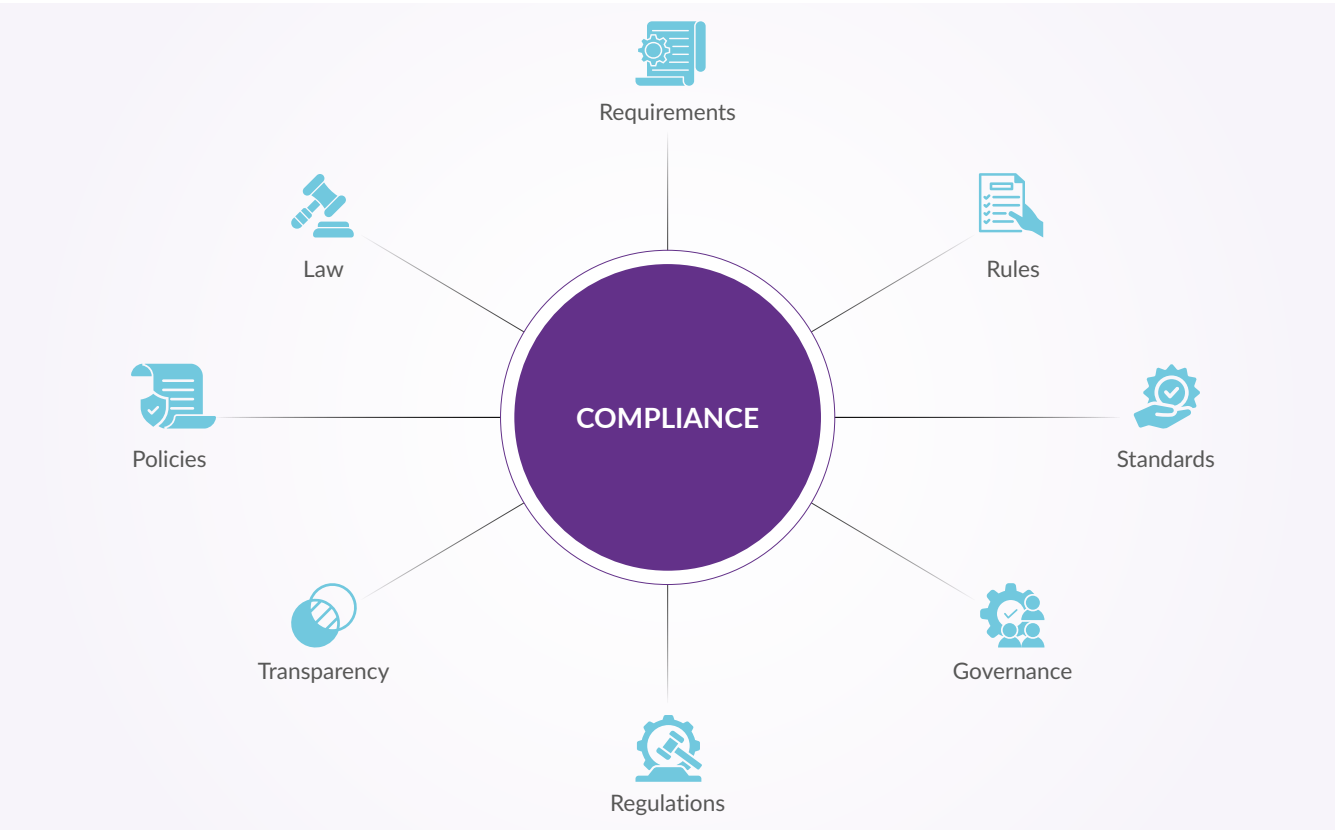 Requirements
Law
Rules
Policies
COMPLIANCE
Standards
Transparency
Governance
Regulations